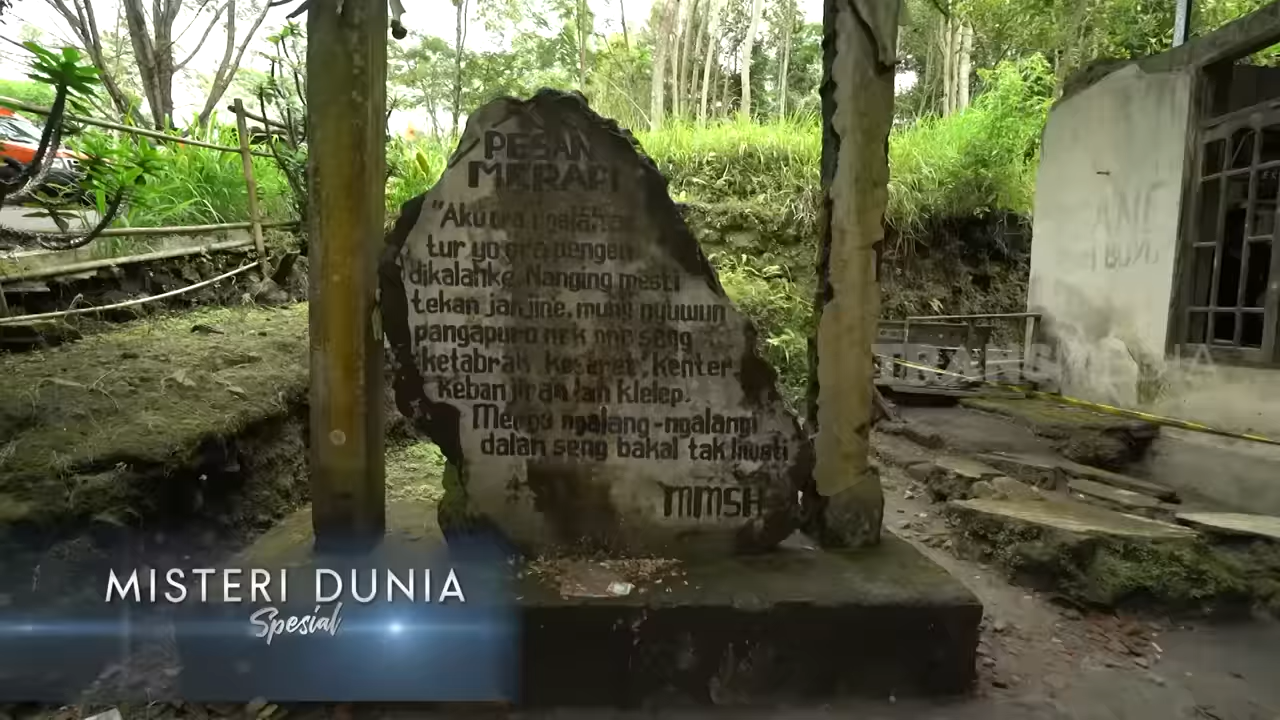 PESAN
MERAPI
"Aku ora ngalahan
tur yo ora pengen
dikalahke. Nanging mesti
tekan janjine, mung nyuwun
pangapuro nek ono seng
ketabrak, keseret, kenter,
kebanjiran lan klelep.
Mergo ngalang-ngalangi
dalan seng bakal tak liwati
MMSH
MISTERI DUNIA
Spesial